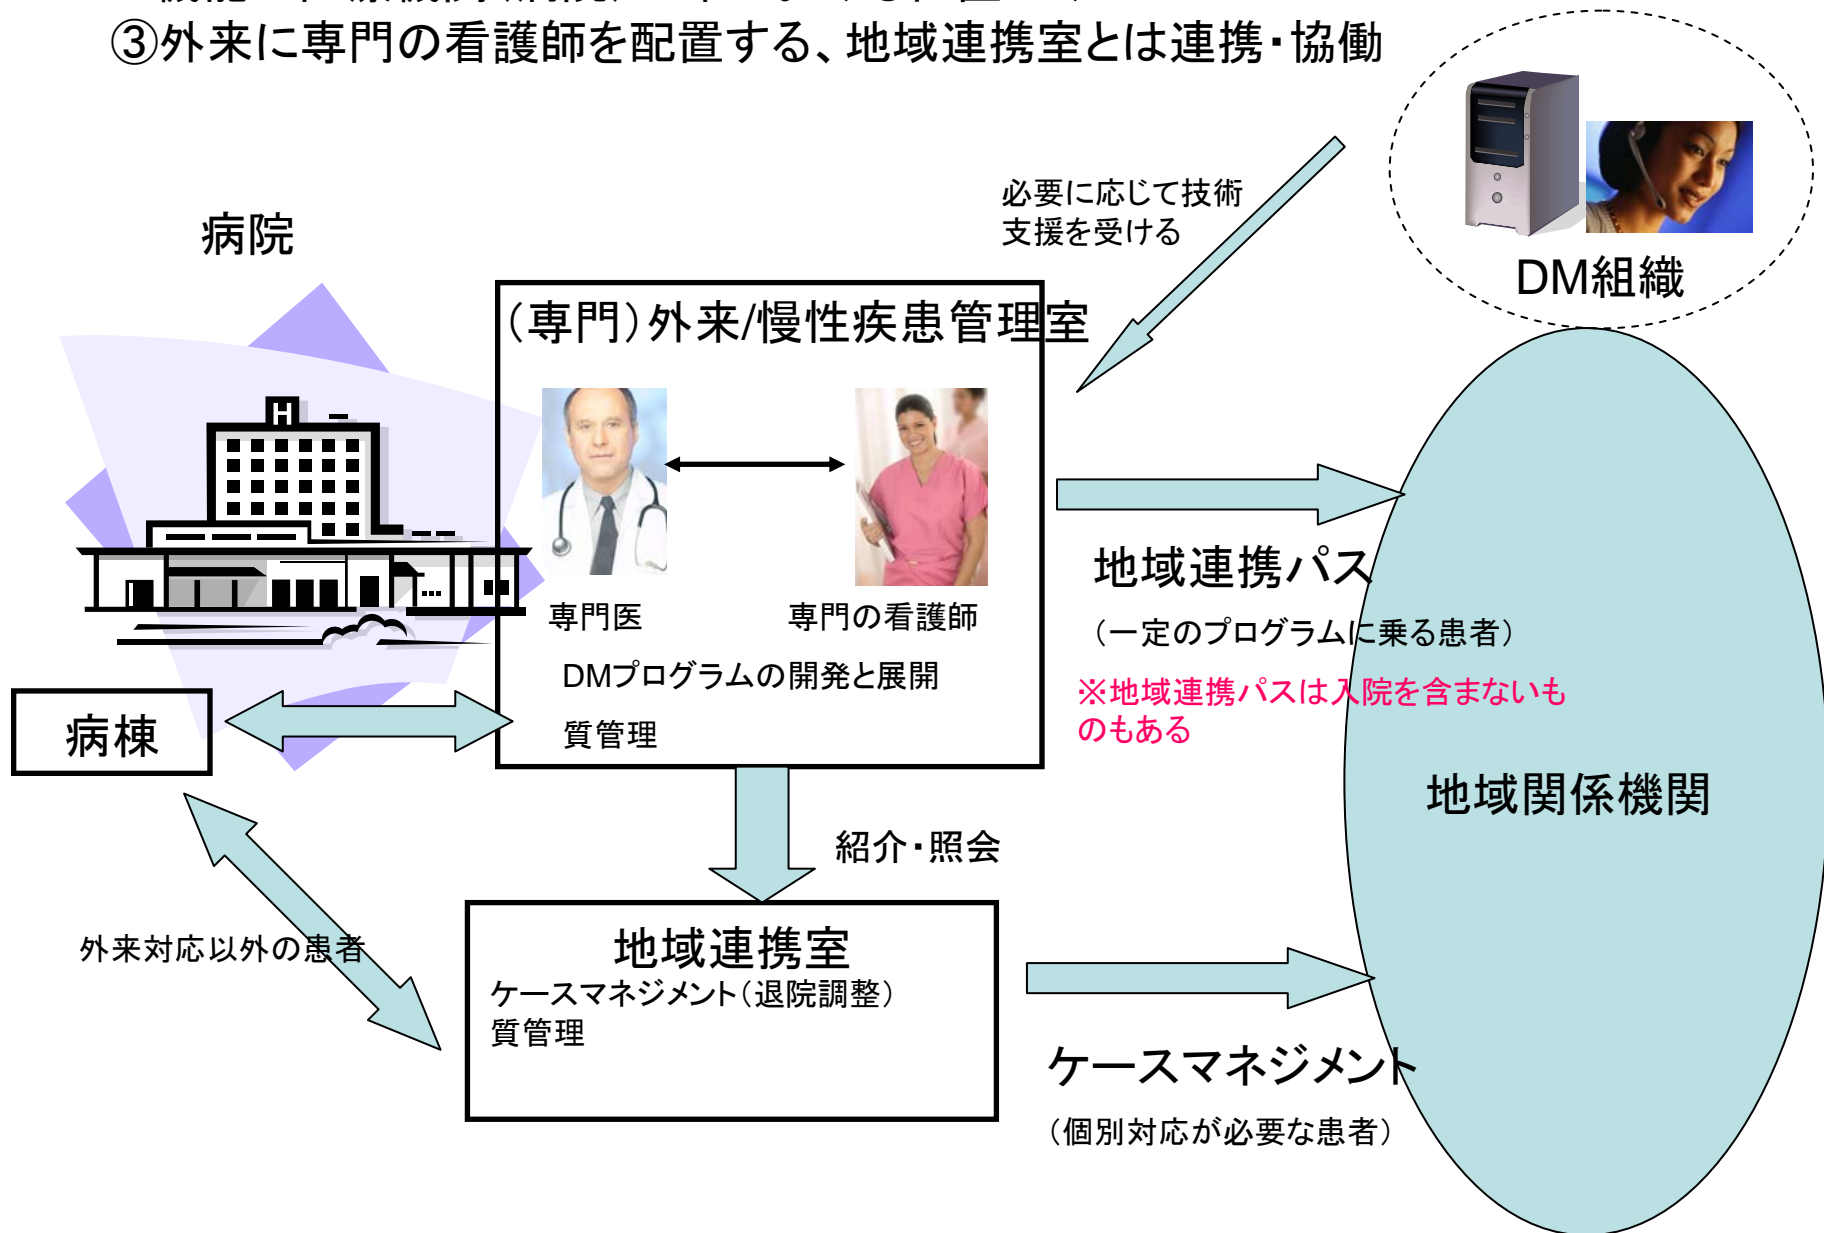 ③外来に専門の看護師を配置する、地域連携室とは連携・協働
必要に応じて技術
支援を受ける
病院
DM組織
（専門）外来/慢性疾患管理室
H
専門医
専門の看護師
DMプログラムの開発と展開
質管理
地域連携パス
（一定のプログラムに乗る患者）
※地域連携パスは入院を含まないも
のもある
病棟
地域関係機関
紹介・照会
外来対応以外の患者
地域連携室
ケースマネジメント（退院調整）
質管理
ケースマネジメント
（個別対応が必要な患者）